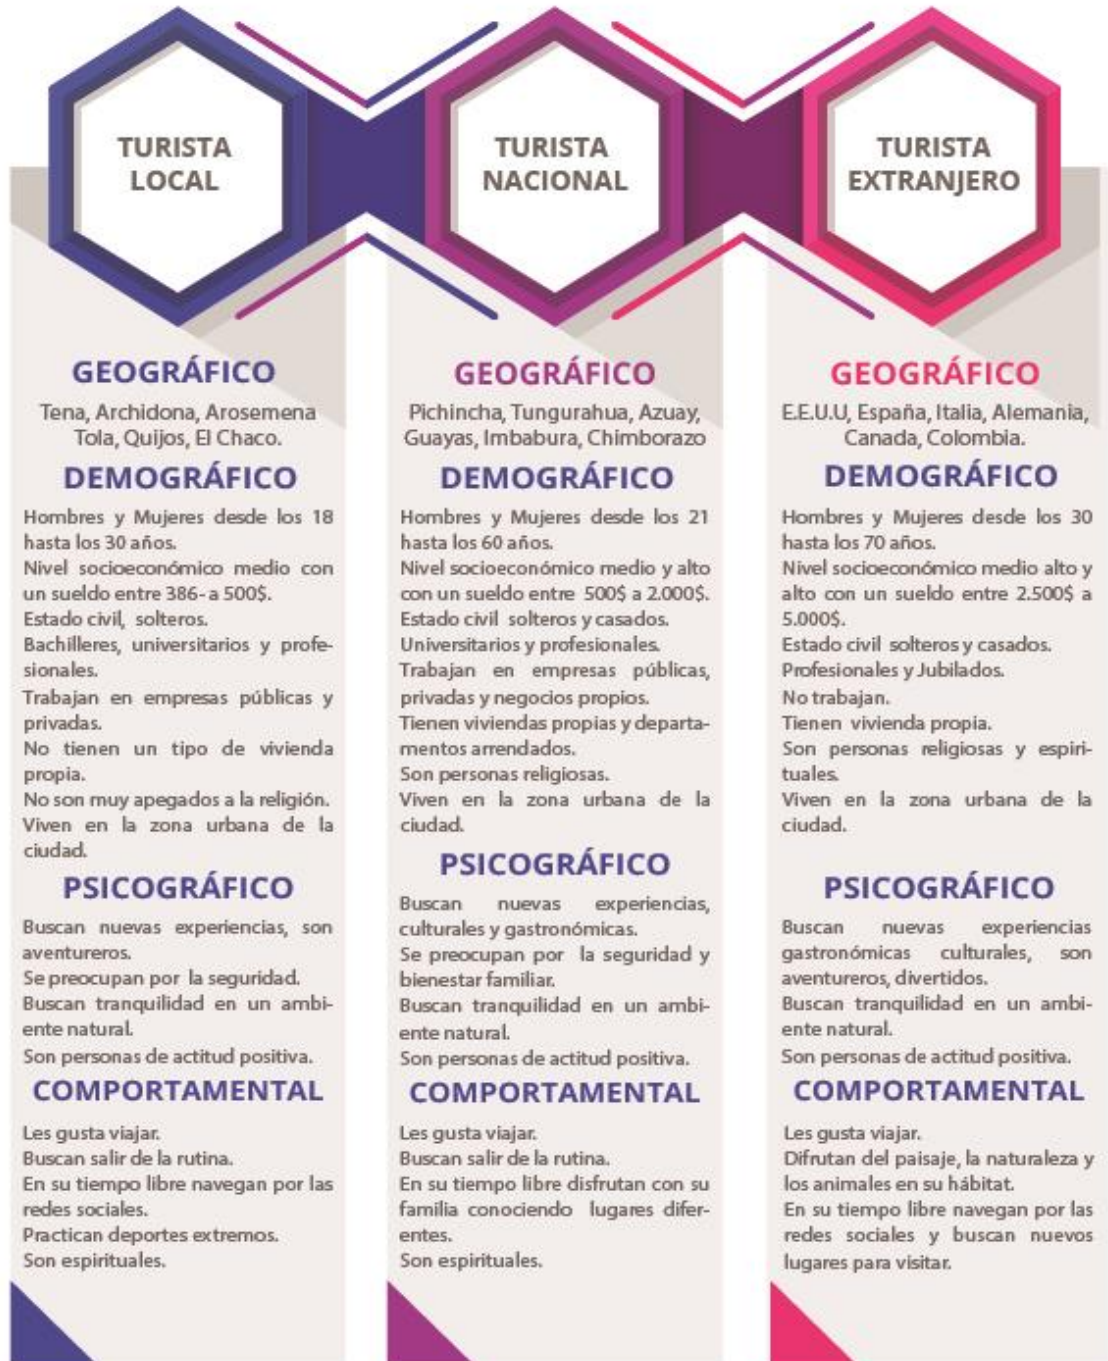 TURISTA
LOCAL
GEOGRÁFICO
Tena, Archidona, Arosemena
Tola, Quijos, El Chaco.
DEMOGRÁFICO
Hombres y Mujeres desde los 18
hasta los 30 años.
Nivel socioeconómico medio con
un sueldo entre 386- a 500$.
Estado civil, solteros.
Bachilleres, universitarios y profe-
sionales.
Trabajan en empresas públicas y
privadas.
No tienen un tipo de vivienda
propia.
No son muy apegados a la religión.
Viven en la zona urbana de la
ciudad.
PSICOGRÁFICO
Buscan nuevas experiencias, son
aventureros.
Se preocupan por la seguridad.
Buscan tranquilidad en un ambi-
ente natural.
Son personas de actitud positiva.
COMPORTAMENTAL
Les gusta viajar.
Buscan salir de la rutina.
En su tiempo libre navegan por las
redes sociales.
Practican deportes extremos.
Son espirituales.
TURISTA
NACIONAL
GEOGRÁFICO
Pichincha, Tungurahua, Azuay,
Guayas, Imbabura, Chimborazo
DEMOGRÁFICO
Hombres y Mujeres desde los 21
hasta los 60 años.
Nivel socioeconómico medio y alto
con un sueldo entre 500$ a 2.000$.
Estado civil solteros y casados.
Universitarios y profesionales.
Trabajan en empresas públicas,
privadas y negocios propios.
Tienen viviendas propias y departa-
mentos arrendados.
Son personas religiosas.
Viven en la zona urbana de la
ciudad.
PSICOGRÁFICO
Buscan nuevas experiencias,
culturales y gastronómicas.
Se preocupan por la seguridad y
bienestar familiar.
Buscan tranquilidad en un ambi-
ente natural.
Son personas de actitud positiva.
COMPORTAMENTAL
Les gusta viajar.
Buscan salir de la rutina.
En su tiempo libre disfrutan con su
familia conociendo lugares difer-
entes.
Son espirituales.
TURISTA
EXTRANJERO
GEOGRÁFICO
E.E.U.U, España, Italia, Alemania,
Canada, Colombia.
DEMOGRÁFICO
Hombres y Mujeres desde los 30
hasta los 70 años.
Nivel socioeconómico medio alto y
alto con un sueldo entre 2.500$ a
5.000$.
Estado civil solteros y casados.
Profesionales y Jubilados.
No trabajan.
Tienen vivienda propia.
Son personas religiosas y espiri-
tuales.
Viven en la zona urbana de la
ciudad.
PSICOGRÁFICO
Buscan nuevas experiencias
gastronómicas culturales, son
aventureros, divertidos.
Buscan tranquilidad en un ambi-
ente natural.
Son personas de actitud positiva.
COMPORTAMENTAL
Les gusta viajar.
Difrutan del paisaje, la naturaleza y
los animales en su hábitat.
En su tiempo libre navegan por las
redes sociales y buscan nuevos
lugares para visitar.